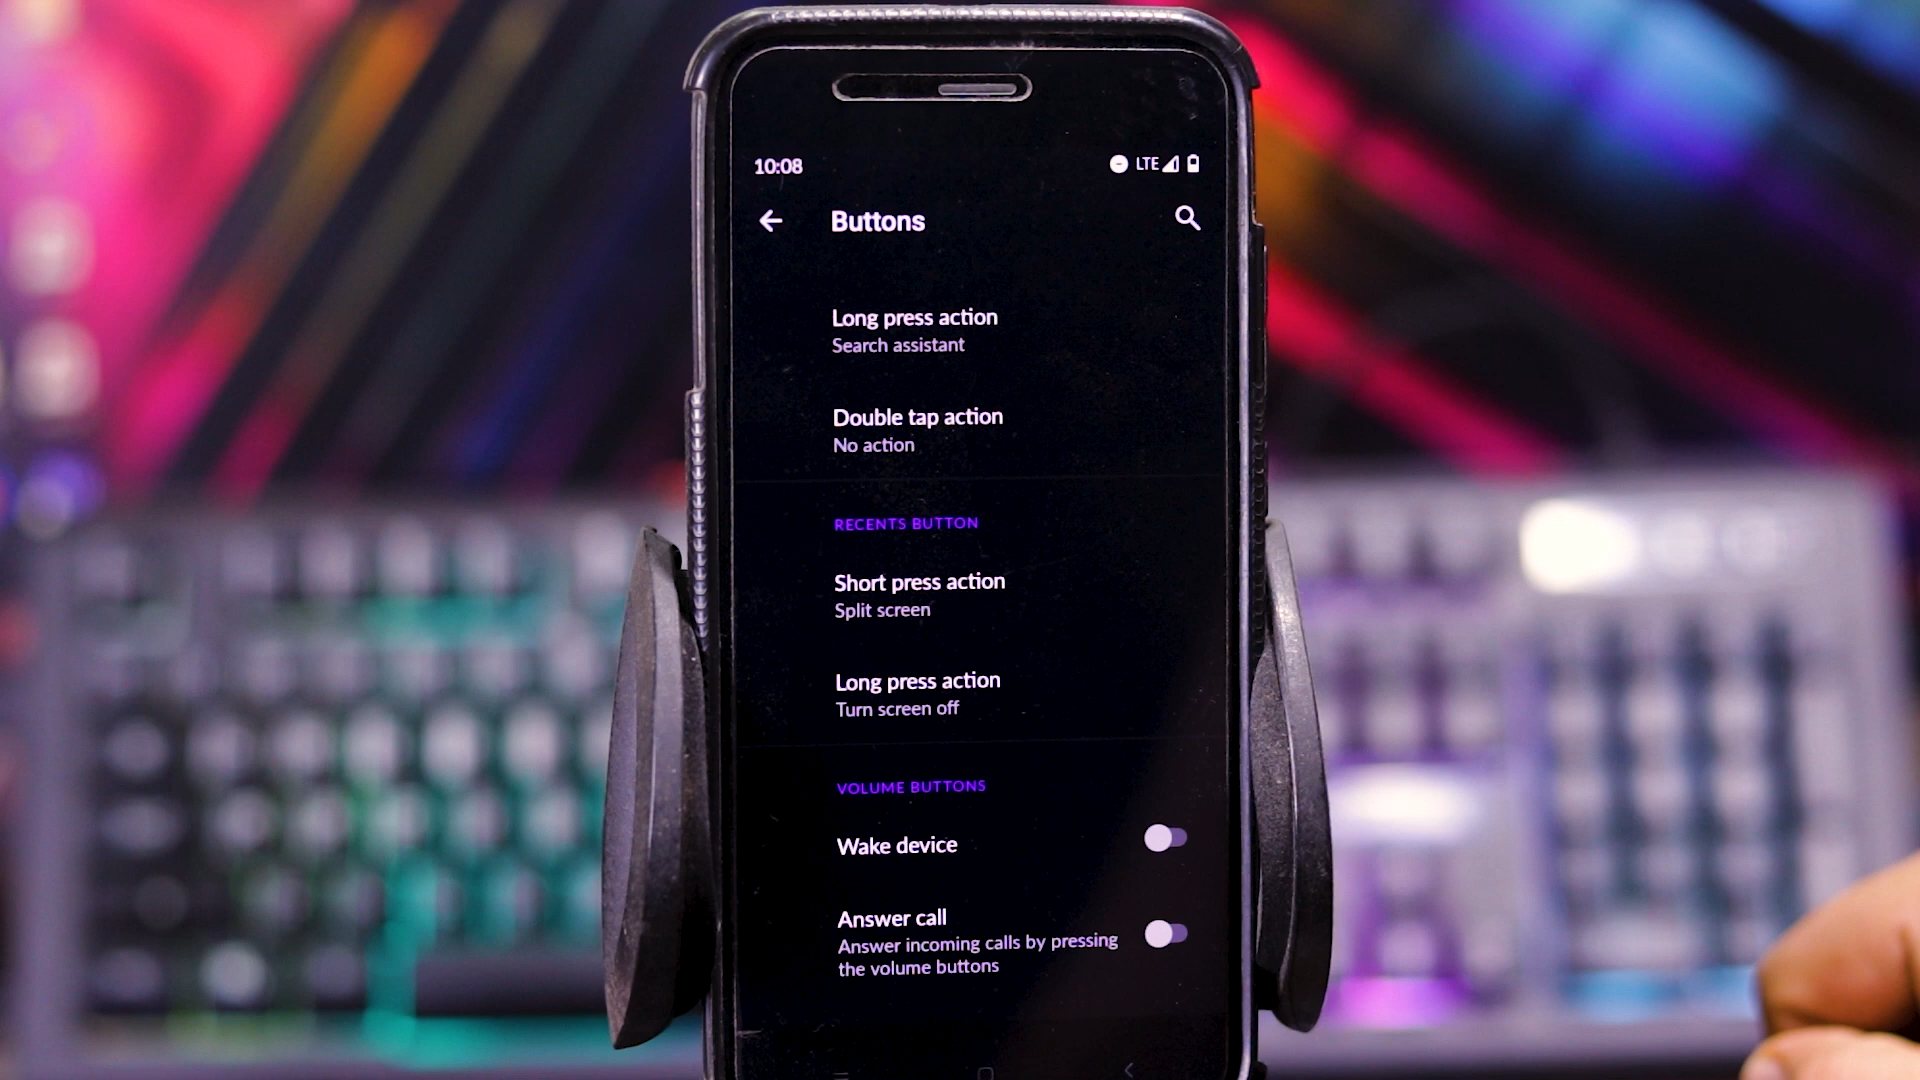 10:08 LTE
Buttons
Long press action
Search assistant
Double tap action
No action
RECENTS BUTTON
Short press action
Split screen
Long press action
Turn screen off
VOLUME BUTTONS
Wake device
Answer call
Answer incoming calls by pressing
the volume buttons